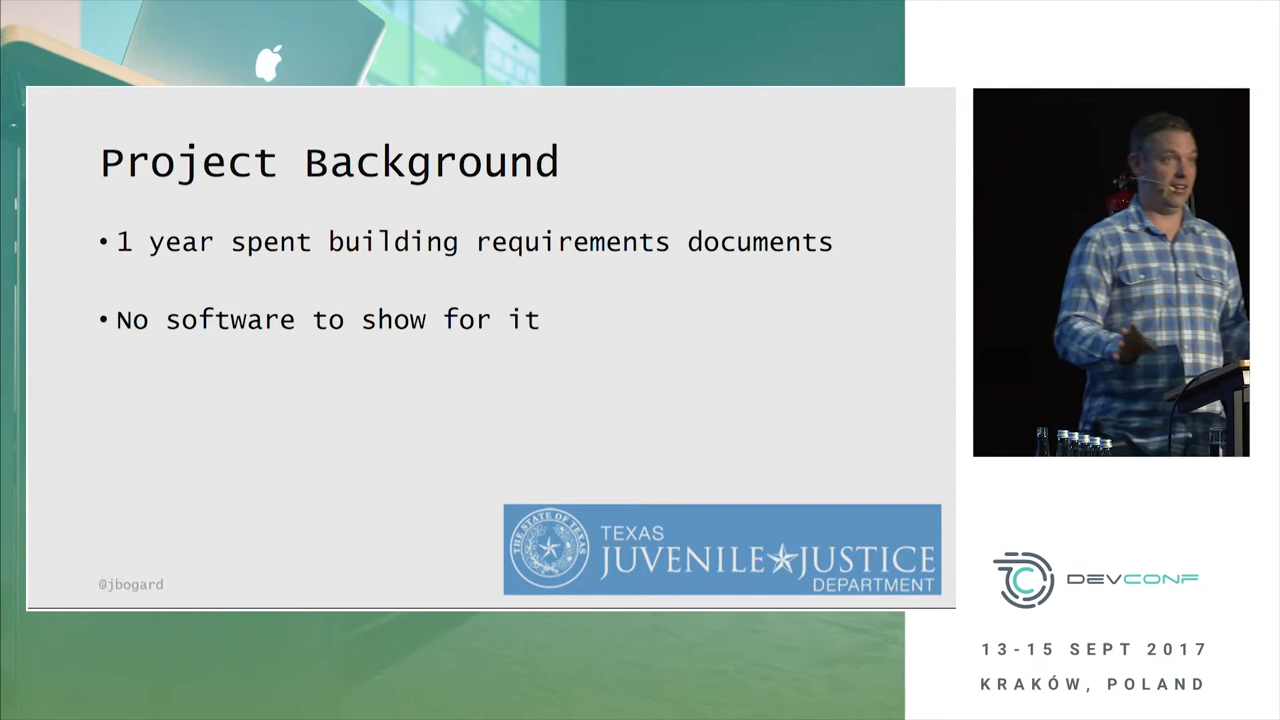 Project Background
• 1 year spent building requirements documents
• No software to show for it
@jbogard
THE STATE OF TEXAS
TEXAS
JUVENILE★JUSTICE
DEPARTMENT
DEVCONF
13-15 SEPT 2017
KRAKÓW, POLAND